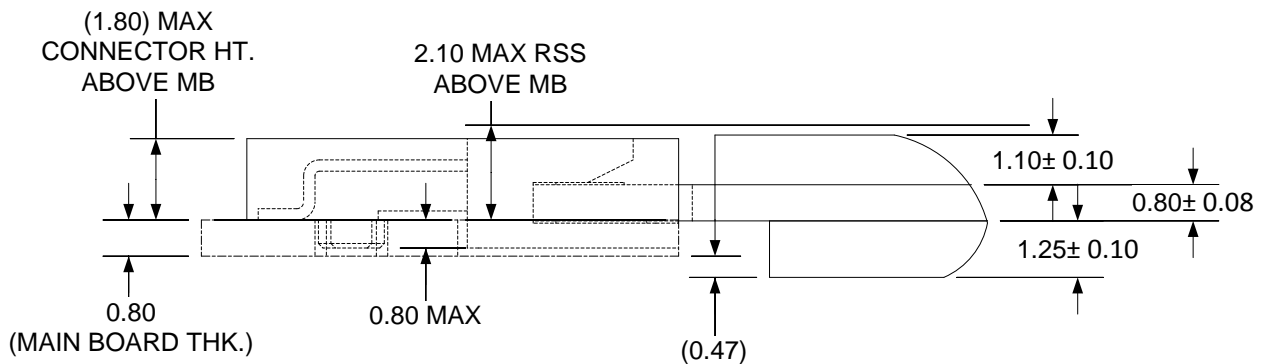 (1.80) MAX
CONNECTOR HT.
ABOVE MB
2.10 MAX RSS
ABOVE MB
1.10± 0.10
0.80± 0.08
1.25± 0.10
0.80
(MAIN BOARD THK.)
0.80 MAX
(0.47)